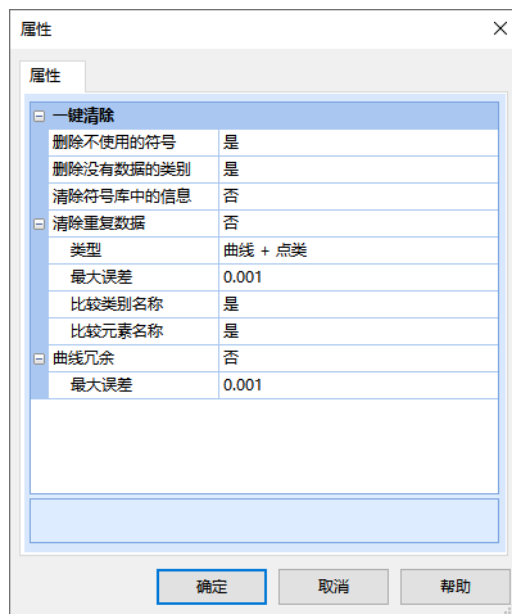 属性
属性
一键清除
删除不使用的符号 是
删除没有数据的类别 是
清除符号库中的信息 否
清除重复数据 否
类型 曲线 + 点类
最大误差 0.001
比较类别名称 是
比较元素名称 是
曲线冗余 否
最大误差 0.001
确定 取消 帮助